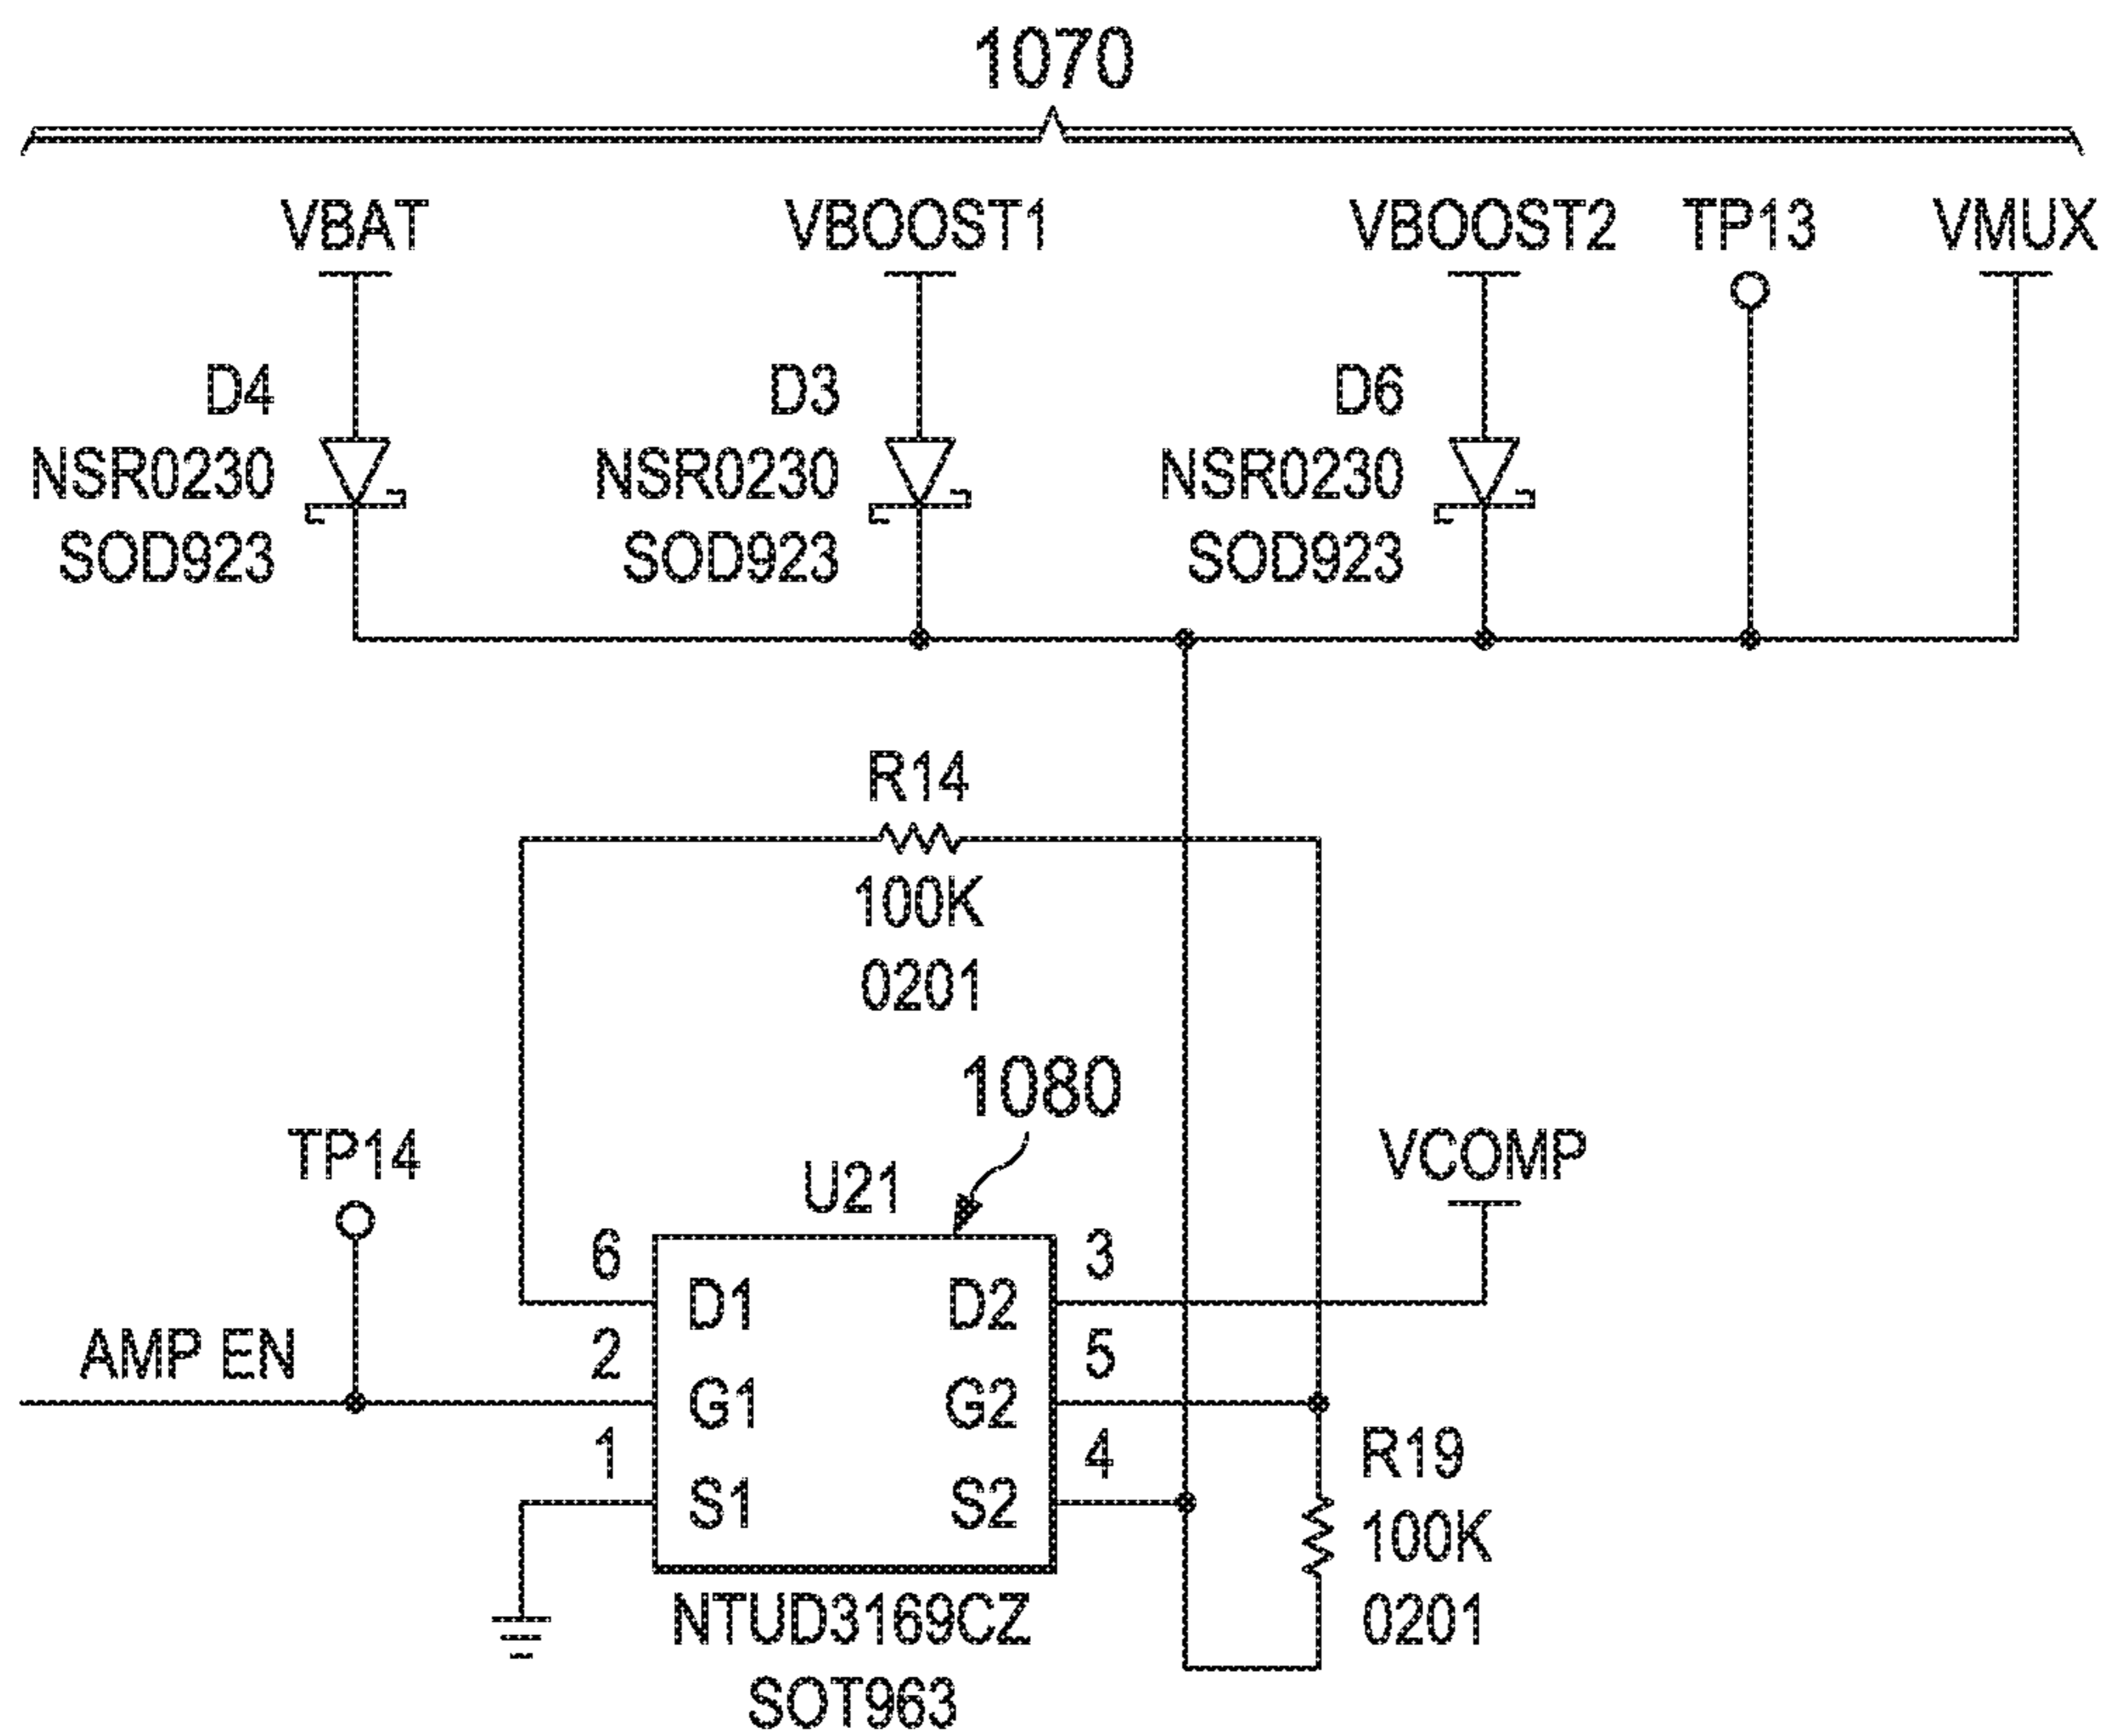 1070
VBAT
VBOOST1
VBOOST2
TP13
VMUX
D4
NSR0230
SOD923
D3
NSR0230
SOD923
D6
NSR0230
SOD923
R14
100K
0201
1080
TP14
U21
VCOMP
6
D1
D2
3
AMP EN
2
G1
G2
5
1
S1
S2
4
R19
100K
0201
NTUD3169CZ
SOT963